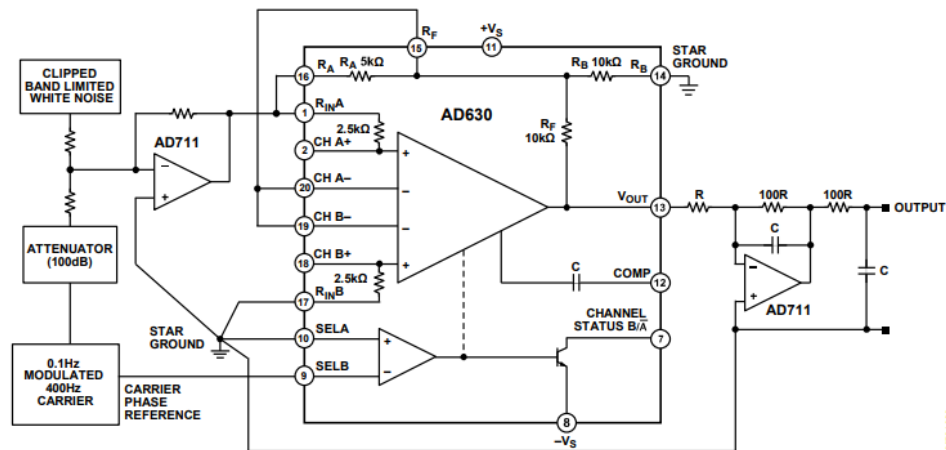 CLIPPED
BAND LIMITED
WHITE NOISE
AD711
ATTENUATOR
(100dB)
0.1Hz
MODULATED
400Hz
CARRIER
CARRIER
PHASE
REFERENCE
STAR
GROUND
R_F
15
+V_S
11
16
R_A
R_A 5kΩ
R_B 10kΩ
R_B
14
STAR
GROUND
1
R_INA
2.5kΩ
AD630
R_F
10kΩ
2
CH A+
+
20
CH A–
–
19
CH B–
–
18
CH B+
+
2.5kΩ
17
R_INB
10
SELA
+
9
SELB
–
V_OUT
13
C
COMP
12
CHANNEL
STATUS B/A̅
7
8
–V_S
R
100R
100R
C
–
+
AD711
OUTPUT
C
–
+